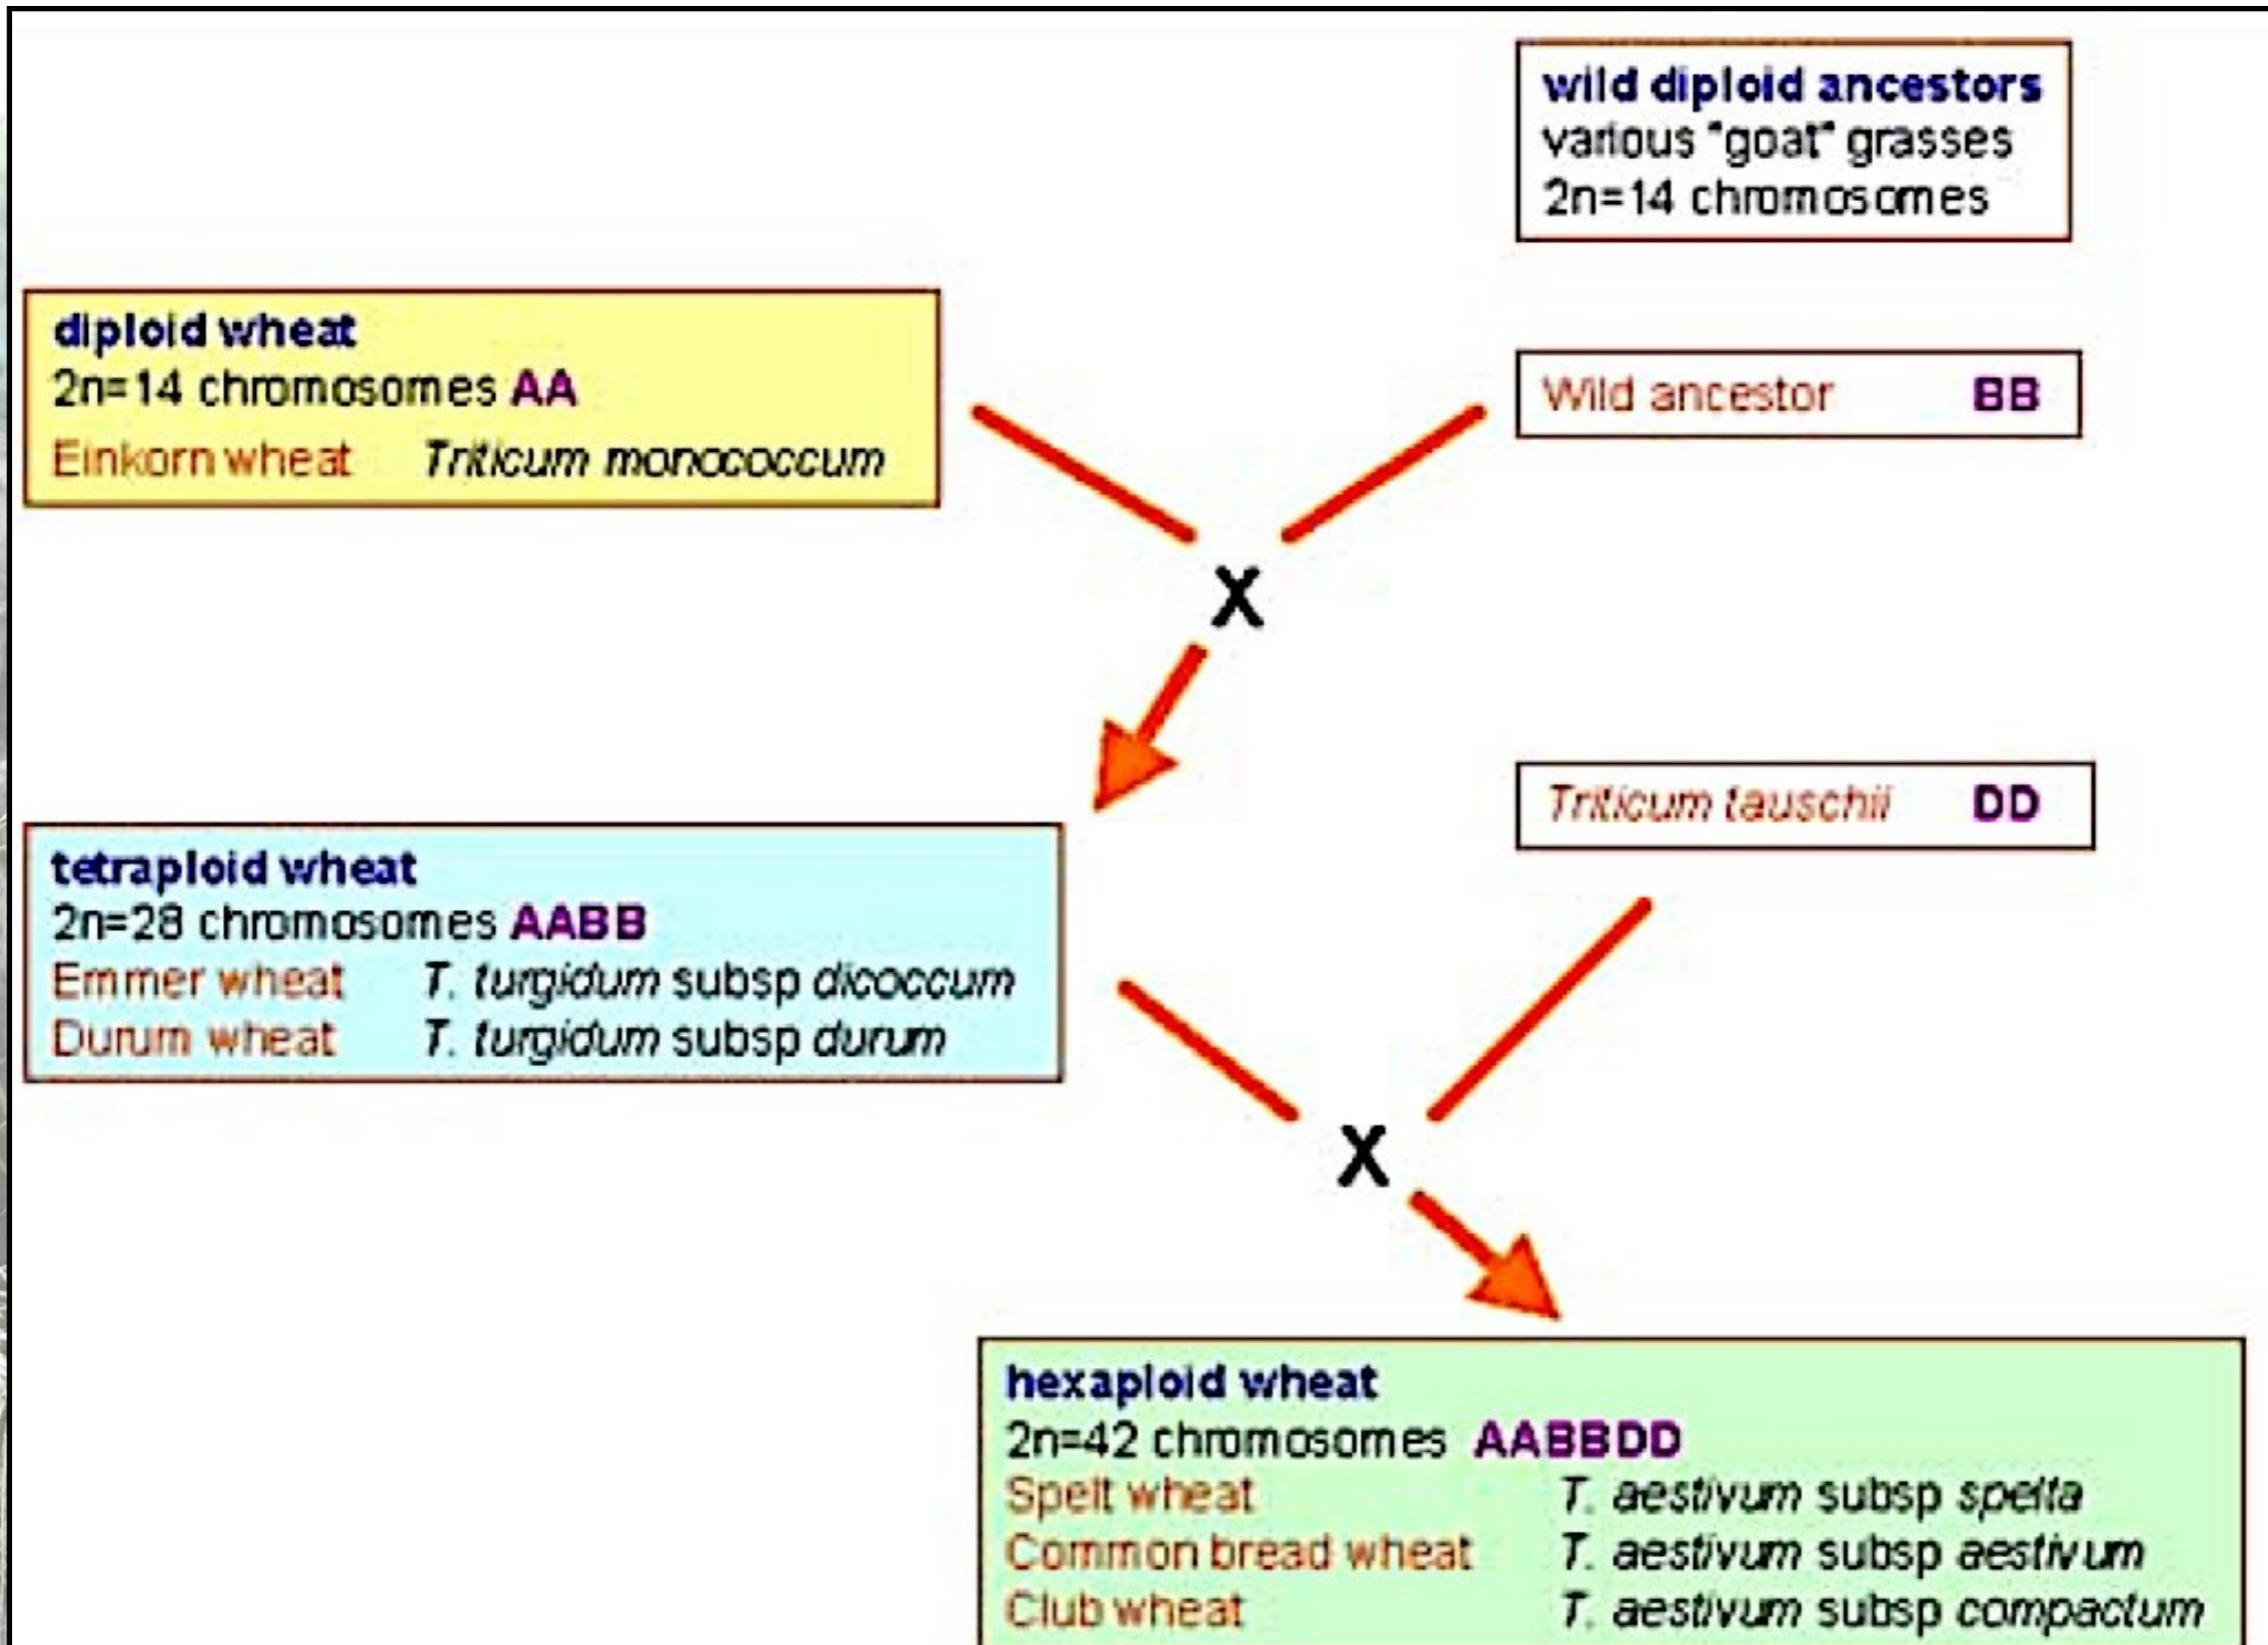 wild diploid ancestors
various "goat" grasses
2n=14 chromosomes
diploid wheat
2n=14 chromosomes AA
Einkorn wheat Triticum monococcum
Wild ancestor BB
X
Triticum tauschii DD
tetraploid wheat
2n=28 chromosomes AABB
Emmer wheat T. turgidum subsp dicoccum
Durum wheat T. turgidum subsp durum
X
hexaploid wheat
2n=42 chromosomes AABBDD
Spelt wheat T. aestivum subsp spelta
Common bread wheat T. aestivum subsp aestivum
Club wheat T. aestivum subsp compactum